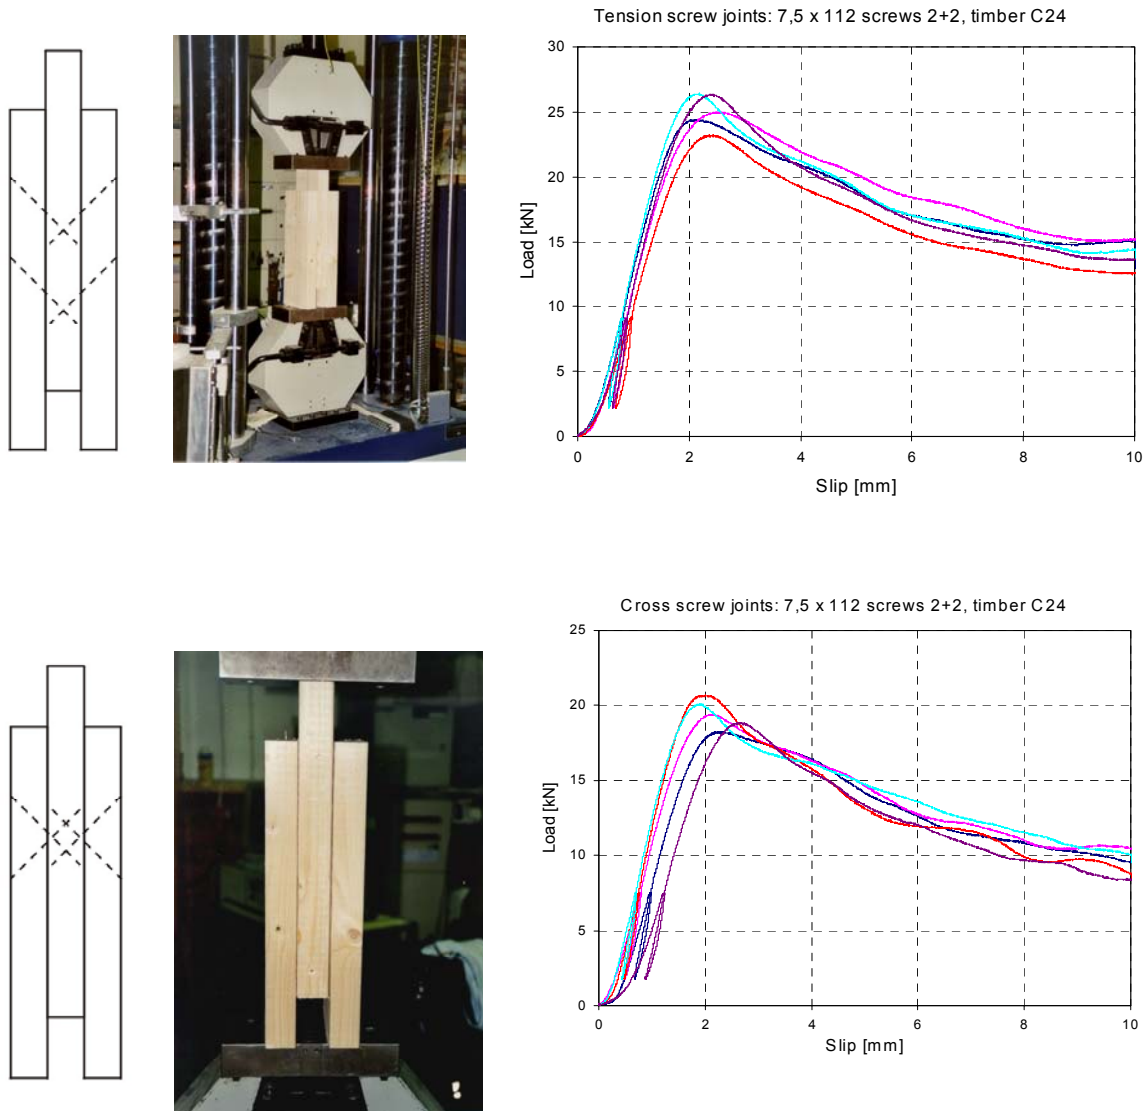 Tension screw joints: 7,5 x 112 screws 2+2, timber C24
30
25
20
15
10
5
0
Load [kN]
0 2 4 6 8 10
Slip [mm]
Cross screw joints: 7,5 x 112 screws 2+2, timber C24
25
20
15
10
5
0
Load [kN]
0 2 4 6 8 10
Slip [mm]